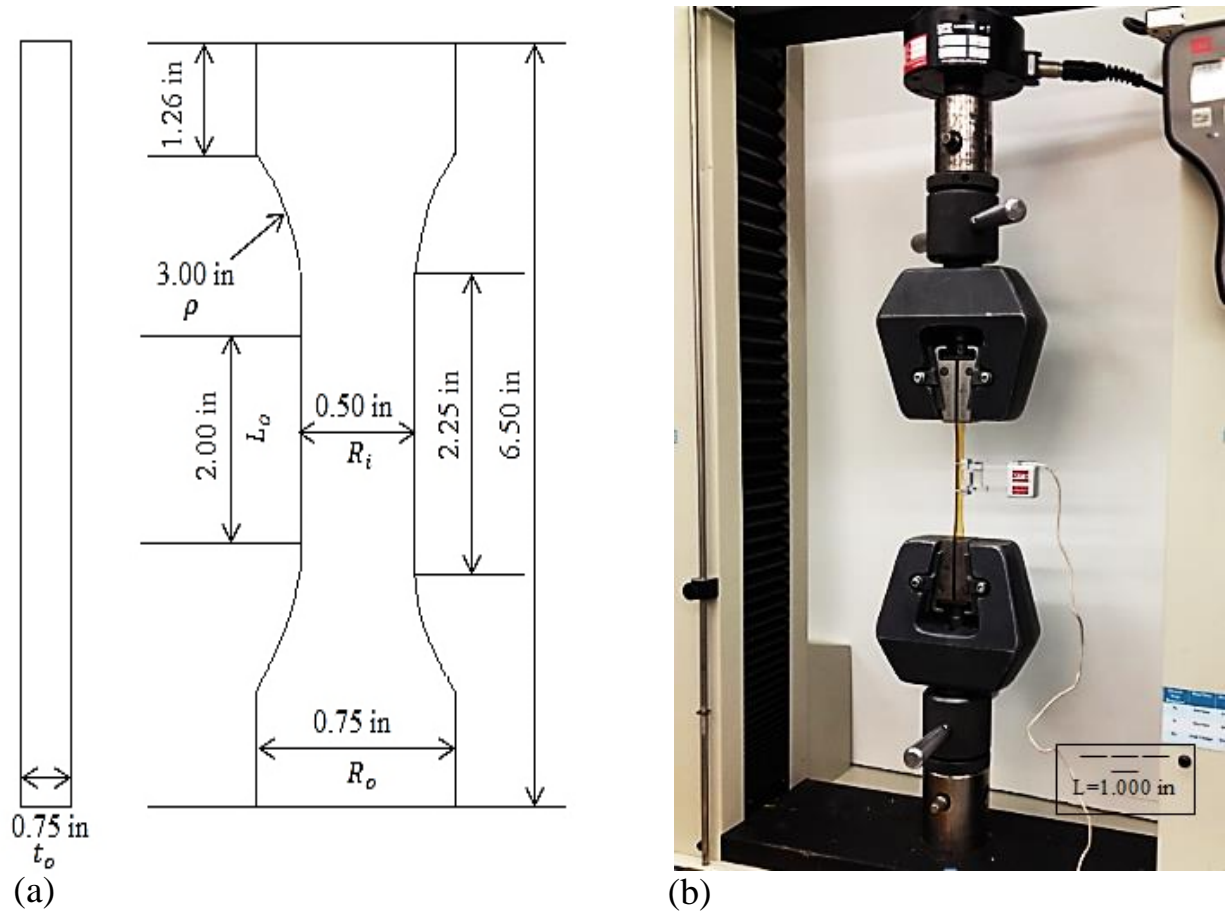 1.26 in
3.00 in
ρ
2.00 in
L_o
0.50 in
R_i
2.25 in
6.50 in
0.75 in
R_o
0.75 in
t_o
(a)
L=1.000 in
(b)